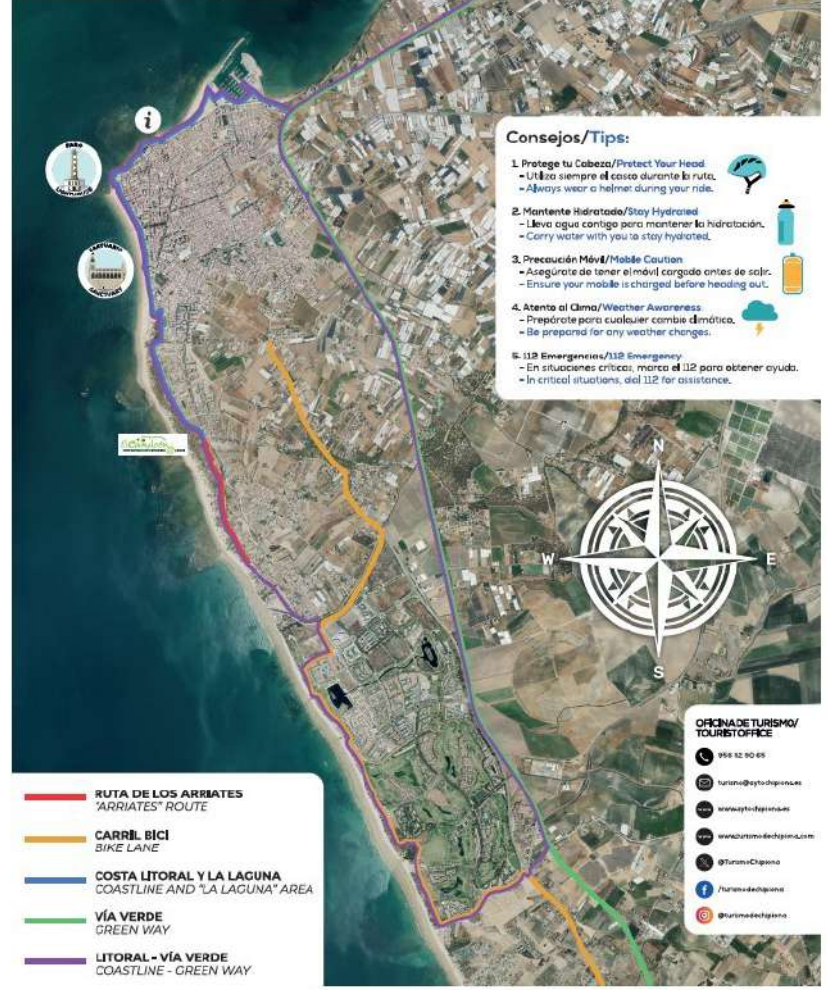 FARO
SANTUARIO
SANCTUARY
Consejos/Tips:
1. Protege tu Cabeza/Protect Your Head
- Utiliza siempre el casco durante la ruta.
- Always wear a helmet during your ride.
2. Mantente Hidratado/Stay Hydrated
- Lleva agua contigo para mantener la hidratación.
- Carry water with you to stay hydrated.
3. Precaución Móvil/Mobile Caution
- Asegúrate de tener el móvil cargado antes de salir.
- Ensure your mobile is charged before heading out.
4. Atento al Clima/Weather Awareness
- Prepárate para cualquier cambio climático.
- Be prepared for any weather changes.
5. 112 Emergencias/112 Emergency
- En situaciones críticas, marca el 112 para obtener ayuda.
- In critical situations, dial 112 for assistance.
N
W
E
S
OFICINA DE TURISMO/
TOURIST OFFICE
turismo@aytochipiona.es
www.aytochipiona.es
www.turismodechipiona.com
@TurismoChipiona
/turismodechipiona
@turismodechipiona
RUTA DE LOS ARRIATES
"ARRIATES" ROUTE
CARRIL BICI
BIKE LANE
COSTA LITORAL Y LA LAGUNA
COASTLINE AND "LA LAGUNA" AREA
VÍA VERDE
GREEN WAY
LITORAL - VÍA VERDE
COASTLINE - GREEN WAY